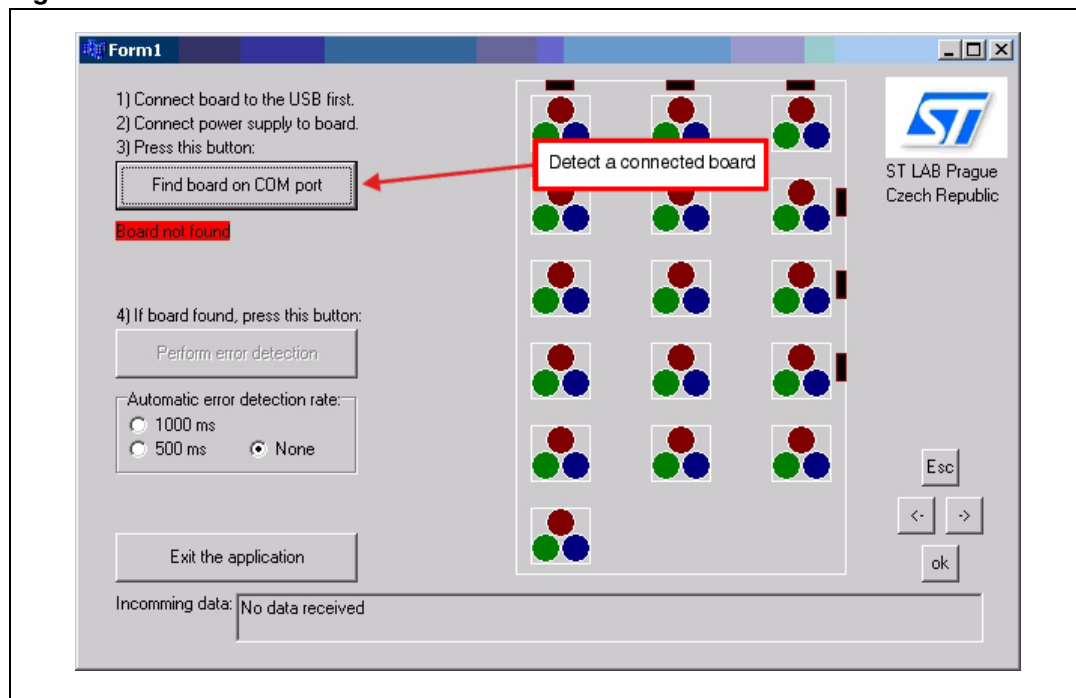 Form1
1) Connect board to the USB first.
2) Connect power supply to board.
3) Press this button:
Find board on COM port
Board not found
Detect a connected board
ST
ST LAB Prague
Czech Republic
4) If board found, press this button:
Perform error detection
Automatic error detection rate:
1000 ms
500 ms None
Esc
<- ->
ok
Exit the application
Incomming data: No data received